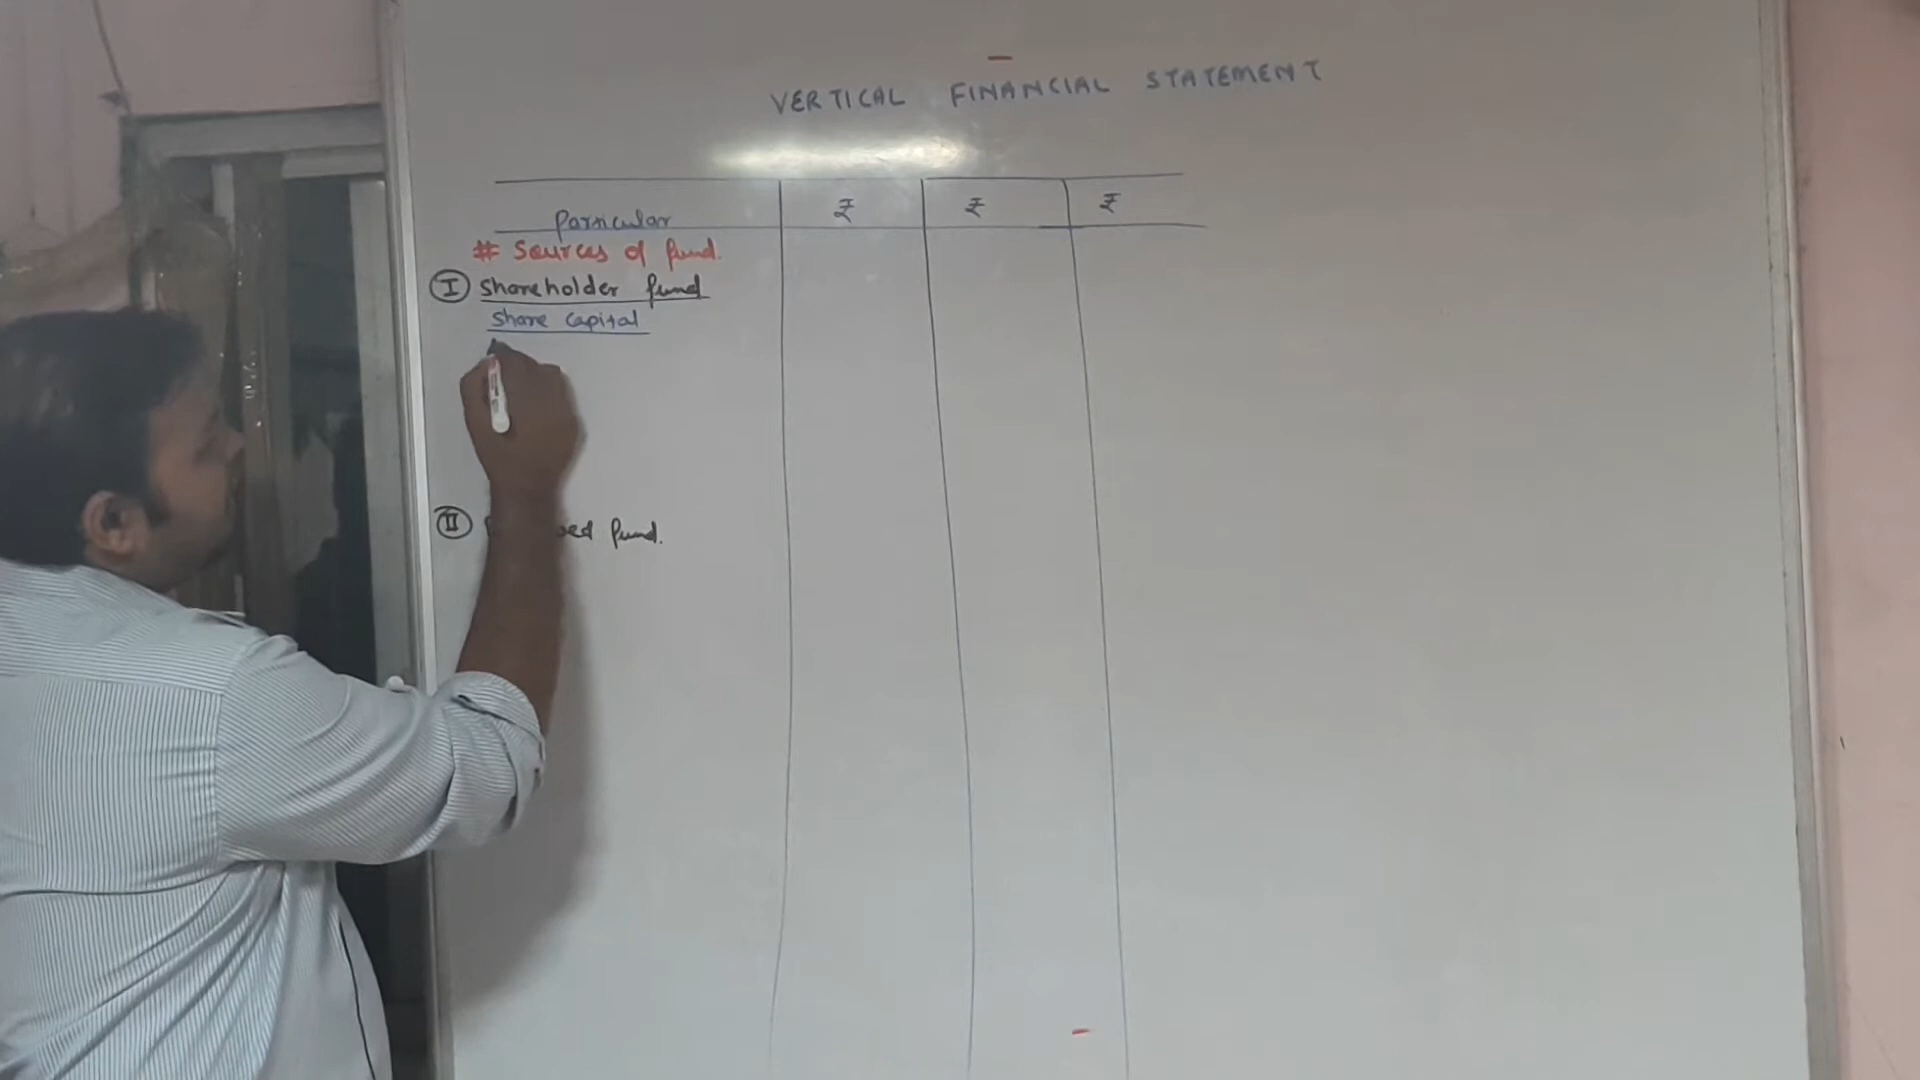 VERTICAL FINANCIAL STATEMENT
Particular ₹ ₹ ₹
# Sources of fund.
I Shareholder fund
Share capital
II fund.